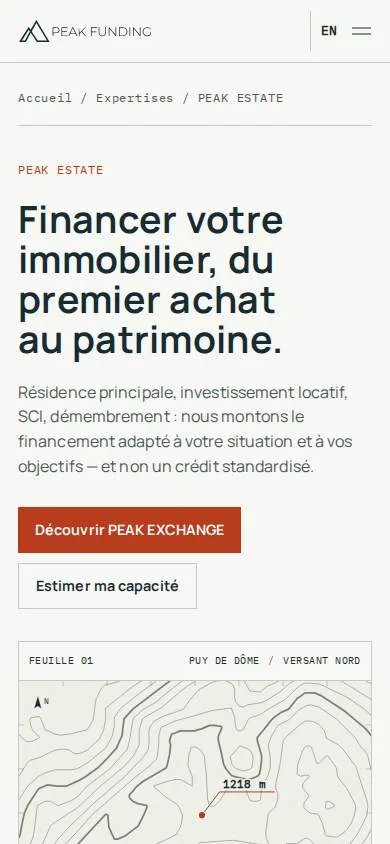 PEAK FUNDING
EN
Accueil / Expertises / PEAK ESTATE
PEAK ESTATE
Financer votre
immobilier, du
premier achat
au patrimoine.
Résidence principale, investissement locatif,
SCI, démembrement : nous montons le
financement adapté à votre situation et à vos
objectifs — et non un crédit standardisé.
Découvrir PEAK EXCHANGE
Estimer ma capacité
FEUILLE 01
PUY DE DÔME / VERSANT NORD
N
1218 m